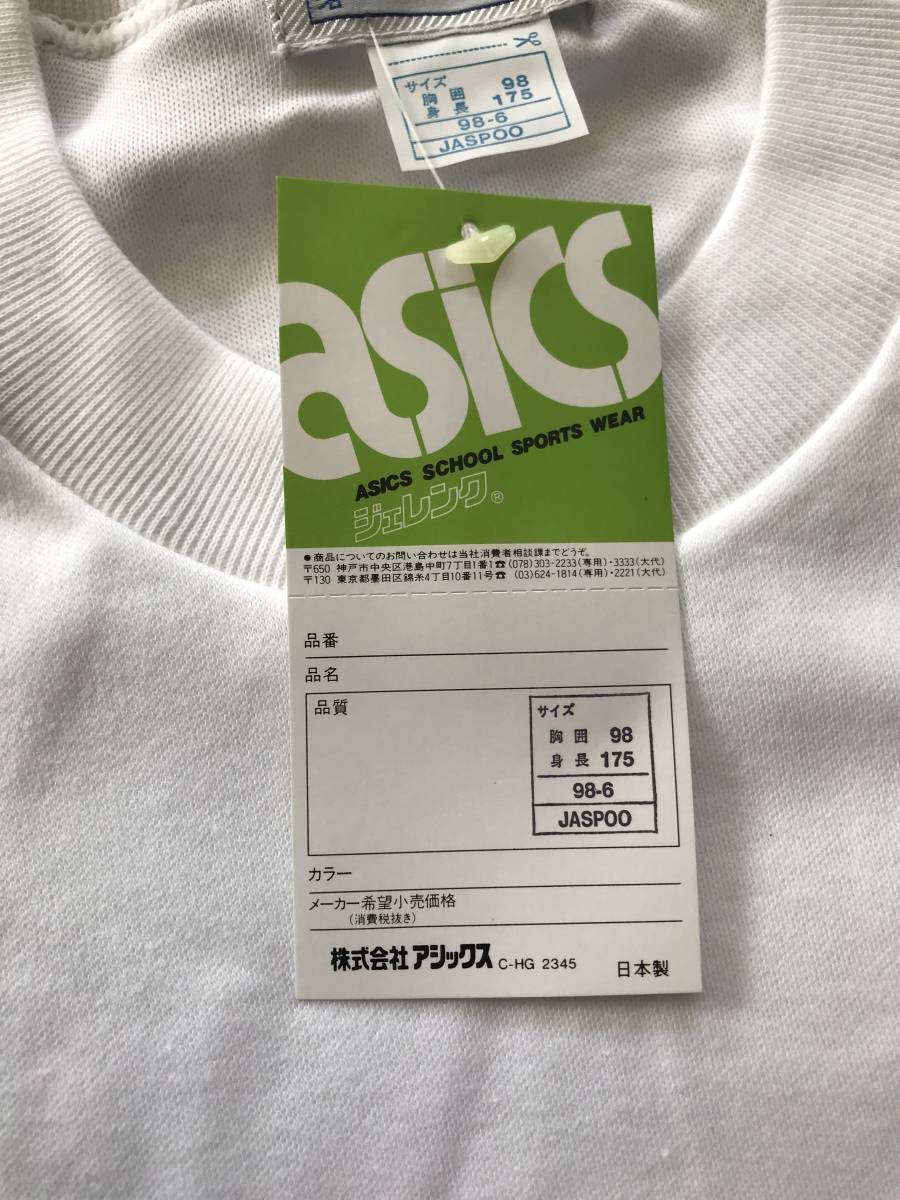 名
サイズ
胸囲 98
身長 175
98-6
JASPOO
asics
ASICS SCHOOL SPORTS WEAR
ジェレンク®
●商品についてのお問い合わせは当社消費者相談課までどうぞ。
〒650 神戸市中央区港島中町7丁目1番1☎(078)303-2233(専用)・3333(大代)
〒130 東京都墨田区錦糸4丁目10番11号☎ (03)624-1814(専用)・2221(大代)
品番
品名
品質
サイズ
胸囲 98
身長 175
98-6
JASPOO
カラー
メーカー希望小売価格
(消費税抜き)
株式会社アシックス C-HG 2345 日本製